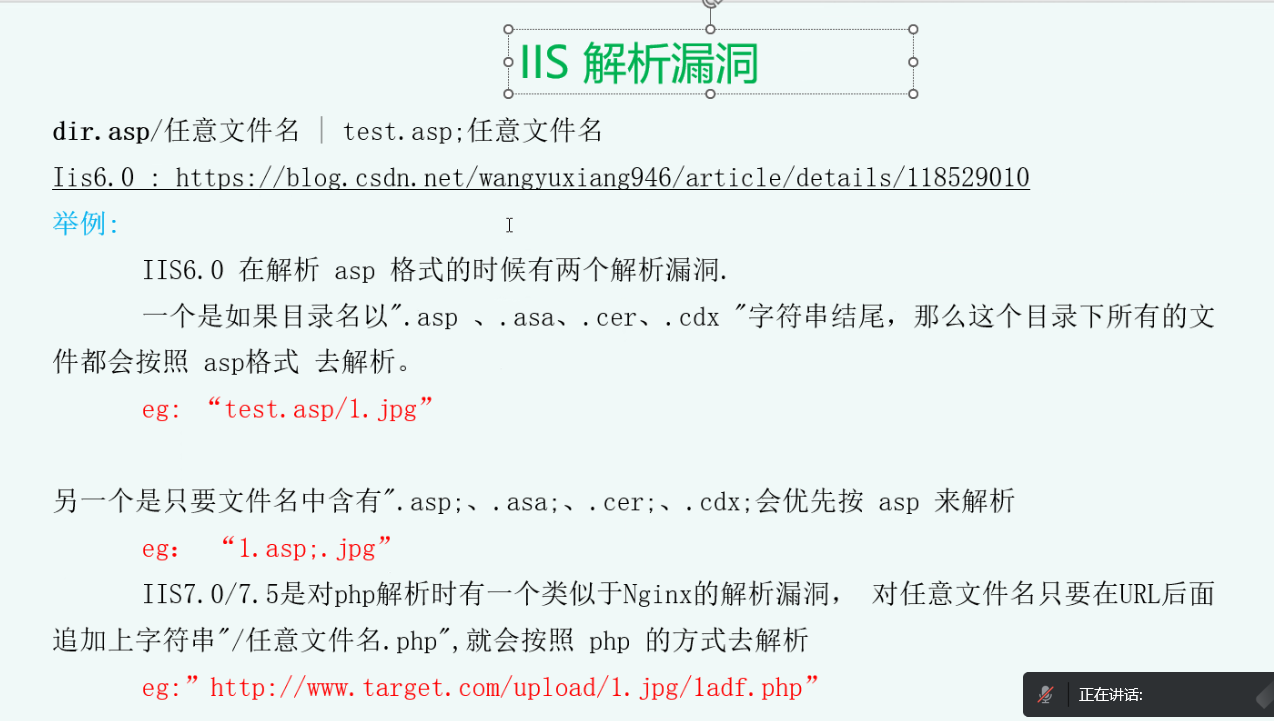 IIS 解析漏洞
dir.asp/任意文件名 | test.asp;任意文件名
Iis6.0 : https://blog.csdn.net/wangyuxiang946/article/details/118529010
举例:
IIS6.0 在解析 asp 格式的时候有两个解析漏洞.
一个是如果目录名以".asp 、.asa、.cer、.cdx "字符串结尾，那么这个目录下所有的文
件都会按照 asp格式 去解析。
eg: “test.asp/1.jpg”
另一个是只要文件名中含有".asp;、.asa;、.cer;、.cdx;会优先按 asp 来解析
eg： “1.asp;.jpg”
IIS7.0/7.5是对php解析时有一个类似于Nginx的解析漏洞， 对任意文件名只要在URL后面
追加上字符串"/任意文件名.php",就会按照 php 的方式去解析
eg:”http://www.target.com/upload/1.jpg/1adf.php”
正在讲话: